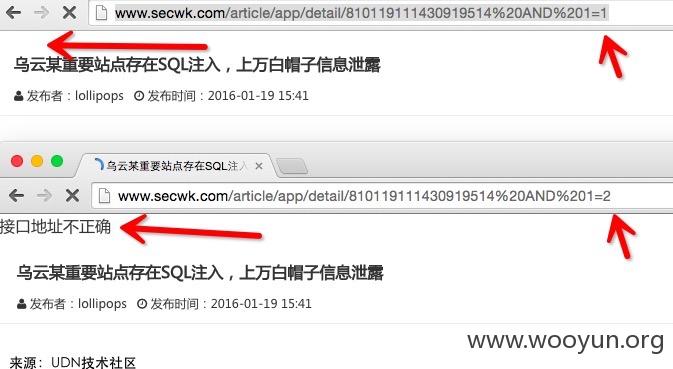 www.secwk.com/article/app/detail/810119111430919514%20AND%201=1
乌云某重要站点存在SQL注入，上万白帽子信息泄露
发布者：lollipops 发布时间：2016-01-19 15:41
乌云某重要站点存在SQL注入
www.secwk.com/article/app/detail/810119111430919514%20AND%201=2
接口地址不正确
乌云某重要站点存在SQL注入，上万白帽子信息泄露
发布者：lollipops 发布时间：2016-01-19 15:41
www.wooyun.org
来源：UDN技术社区